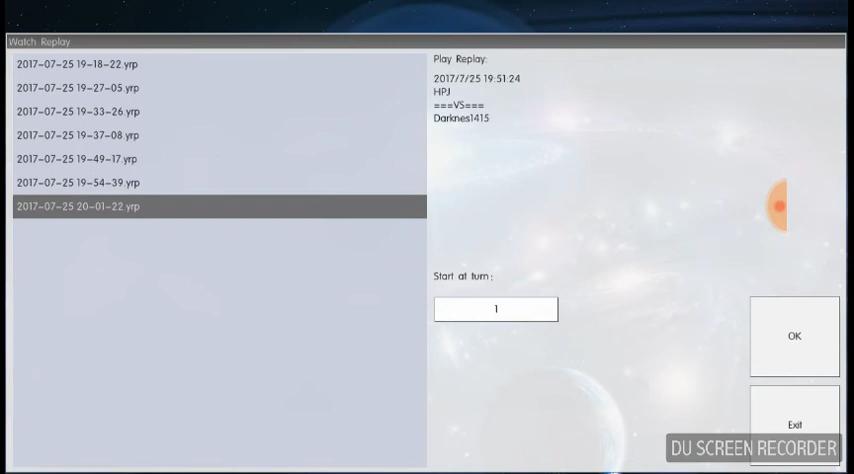 Watch Replay
2017-07-25 19-18-22.yrp
2017-07-25 19-27-05.yrp
2017-07-25 19-33-26.yrp
2017-07-25 19-37-08.yrp
2017-07-25 19-49-17.yrp
2017-07-25 19-54-39.yrp
2017-07-25 20-01-22.yrp
Play Replay:
2017/7/25 19:51:24
HPJ
===VS===
Darknes1415
Start at turn:
1
OK
Exit
DU SCREEN RECORDER